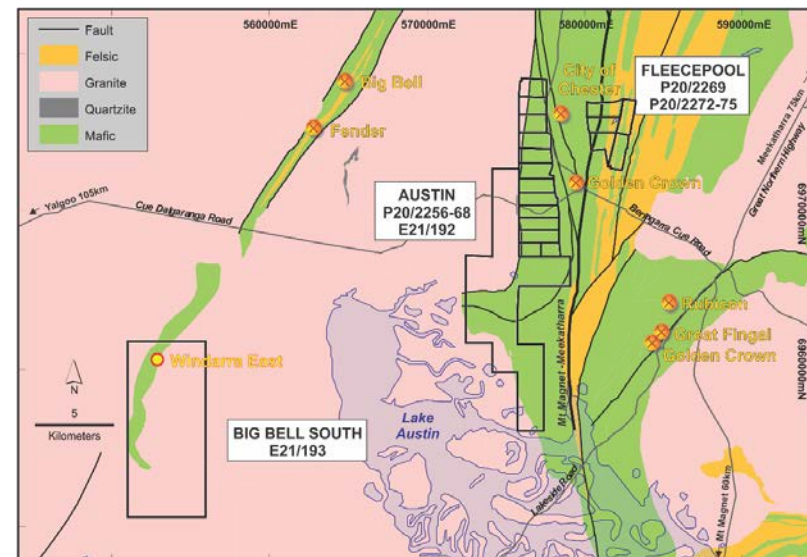 560000mE
570000mE
580000mE
590000mE
Fault
Felsic
Granite
Quartzite
Mafic
Big Bell
Fender
City of
Chester
FLEECEPOOL
P20/2269
P20/2272-75
Meekatharra 75km
Great Northern Highway
Golden Crown
AUSTIN
P20/2256-68
E21/192
Yalgoo 105km
Cue Dalgaranga Road
Beringarra Cue Road
6970000mN
Mt Magnet -Meekatharra
Rubicon
Great Fingal
Golden Crown
6960000mN
Windarra East
N
5
Kilometers
BIG BELL SOUTH
E21/193
Lake
Austin
Lakeside Road
Mt Magnet 60km